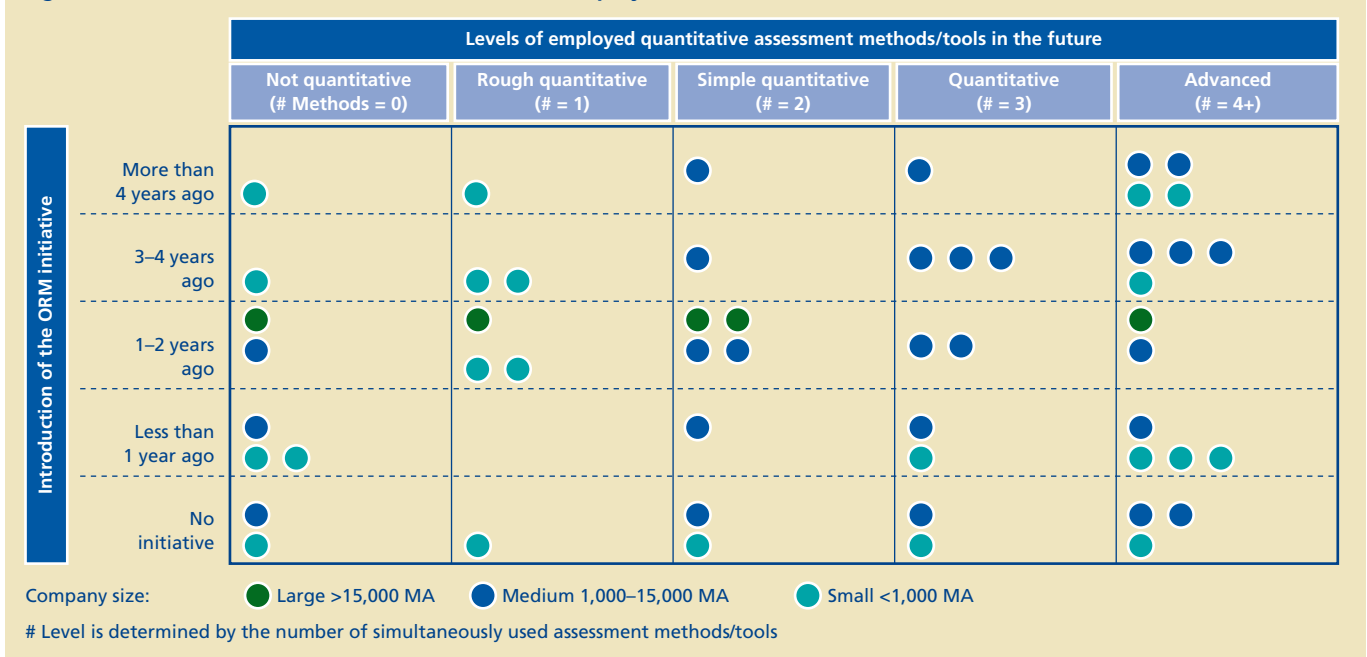 Levels of employed quantitative assessment methods/tools in the future
Not quantitative
(# Methods = 0)
Rough quantitative
(# = 1)
Simple quantitative
(# = 2)
Quantitative
(# = 3)
Advanced
(# = 4+)
Introduction of the ORM initiative
More than
4 years ago
3–4 years
ago
1–2 years
ago
Less than
1 year ago
No
initiative
Company size:
Large >15,000 MA
Medium 1,000–15,000 MA
Small <1,000 MA
# Level is determined by the number of simultaneously used assessment methods/tools